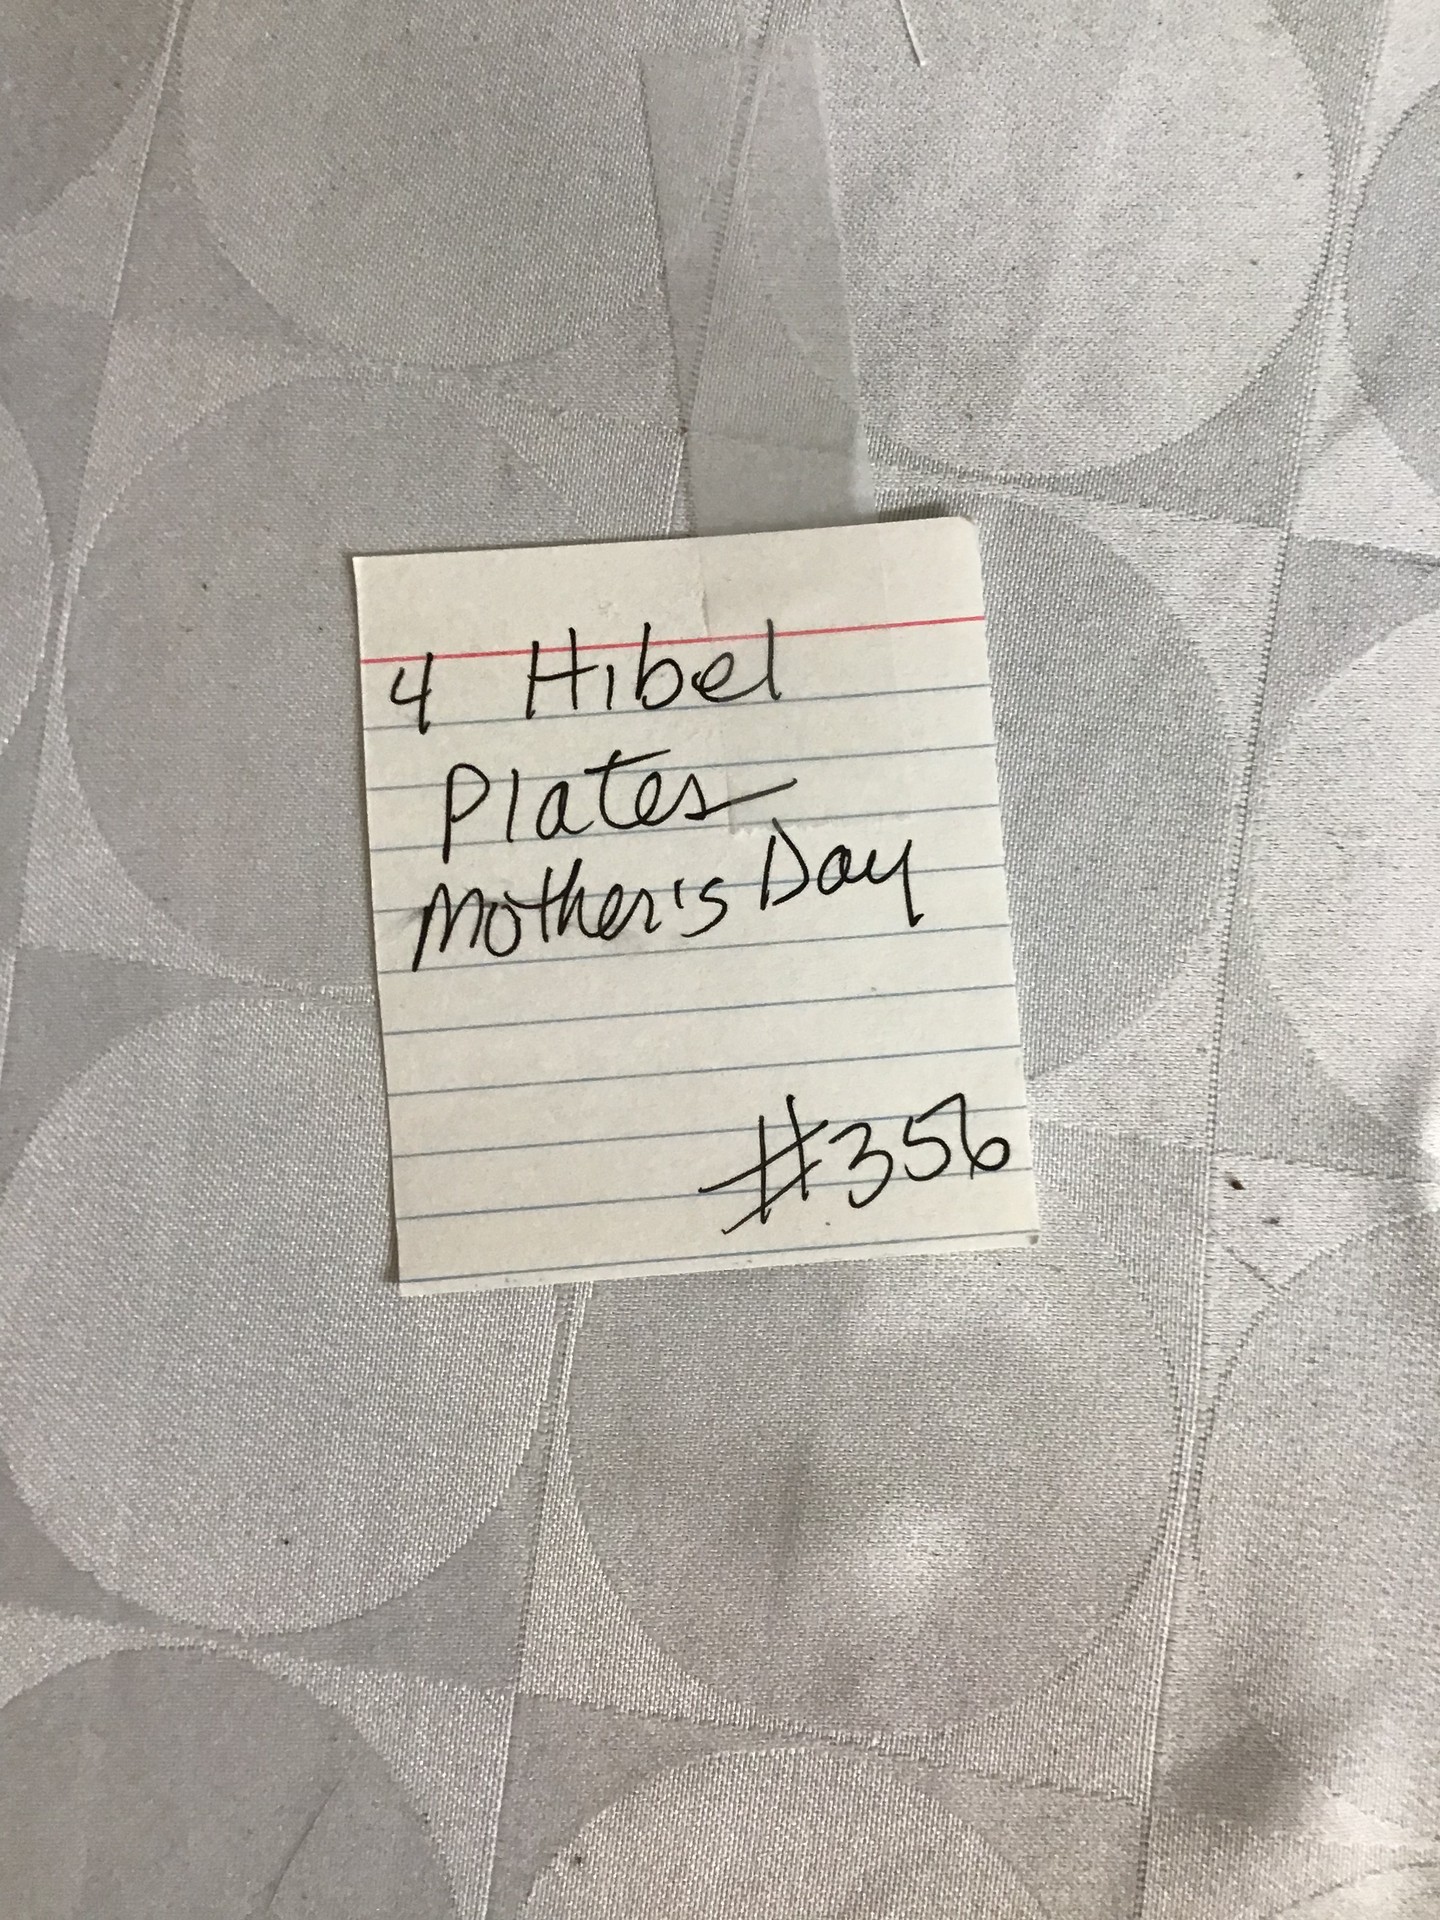 4 Hibel
Plates
Mother's Day
#356